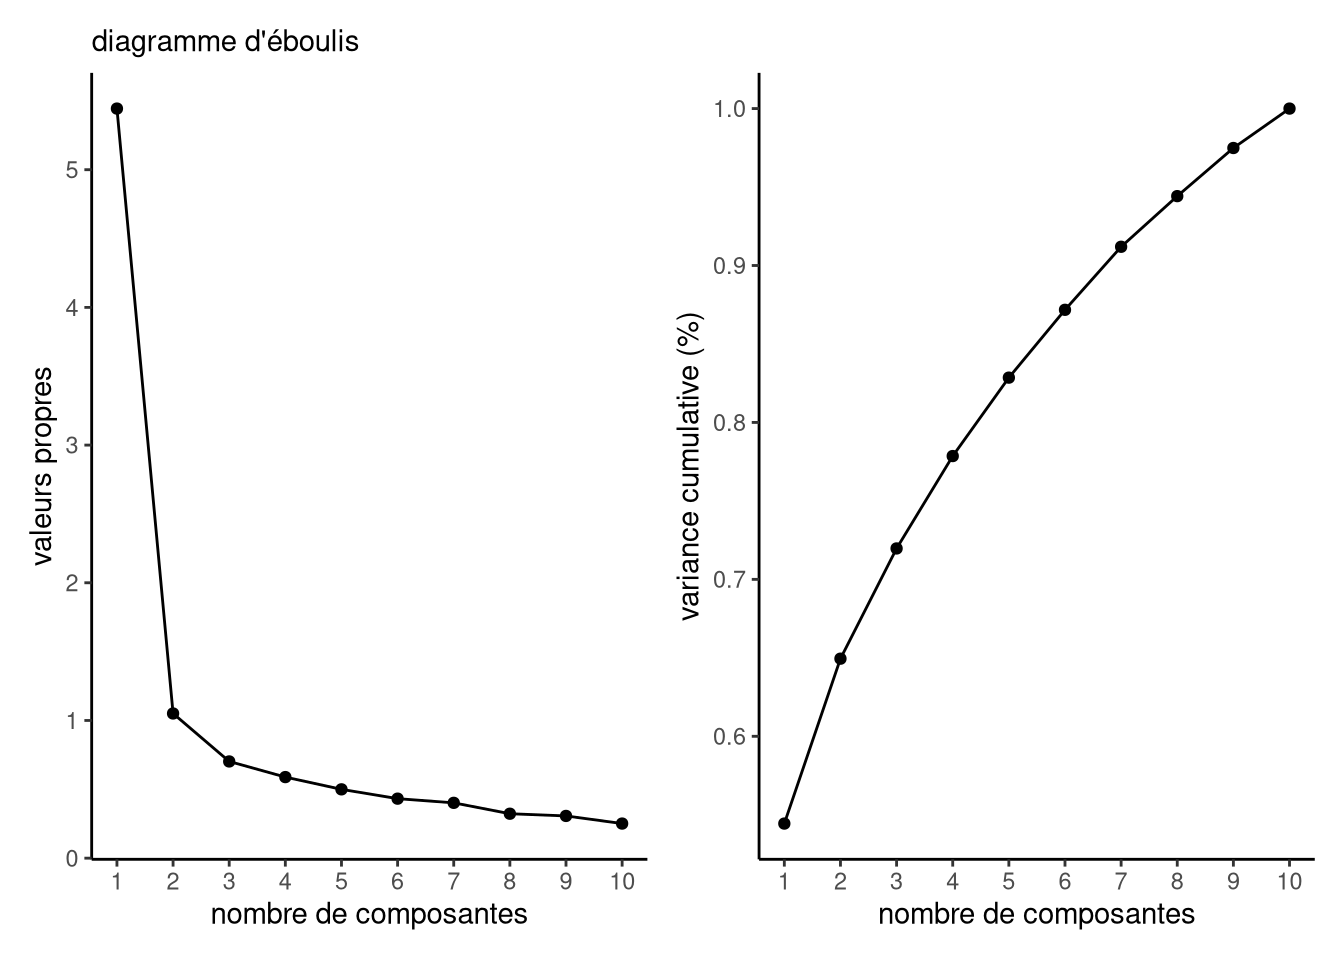 diagramme d'éboulis
valeurs propres
5
4
3
2
1
0
1 2 3 4 5 6 7 8 9 10
nombre de composantes
variance cumulative (%)
1.0
0.9
0.8
0.7
0.6
1 2 3 4 5 6 7 8 9 10
nombre de composantes